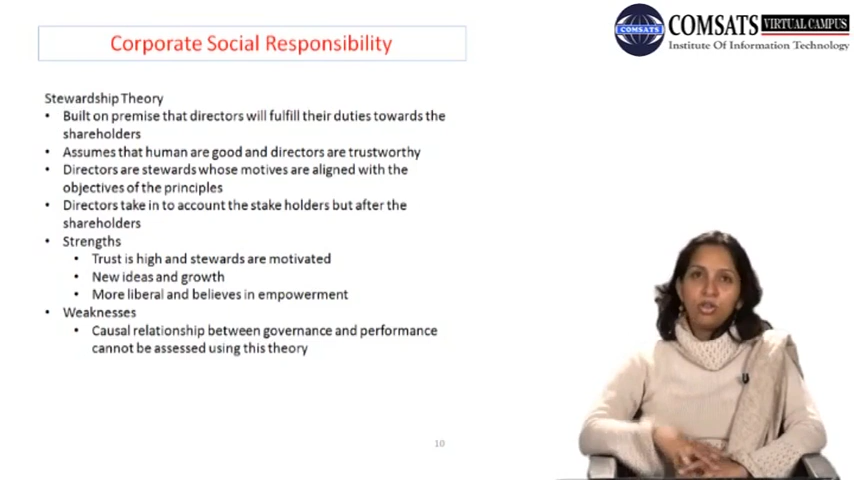 Corporate Social Responsibility
COMSATS
COMSATS VIRTUAL CAMPUS
Institute Of Information Technology
Stewardship Theory
• Built on premise that directors will fulfill their duties towards the
shareholders
• Assumes that human are good and directors are trustworthy
• Directors are stewards whose motives are aligned with the
objectives of the principles
• Directors take in to account the stake holders but after the
shareholders
• Strengths
• Trust is high and stewards are motivated
• New ideas and growth
• More liberal and believes in empowerment
• Weaknesses
• Causal relationship between governance and performance
cannot be assessed using this theory
10